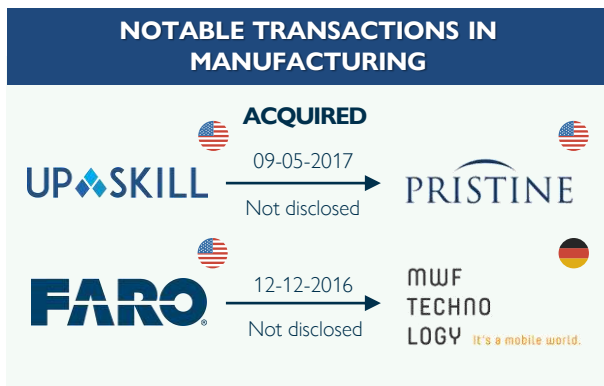 NOTABLE TRANSACTIONS IN
MANUFACTURING
ACQUIRED
UPSKILL
09-05-2017
Not disclosed
PRISTINE
FARO®
12-12-2016
Not disclosed
MWF
TECHNO
LOGY It's a mobile world.